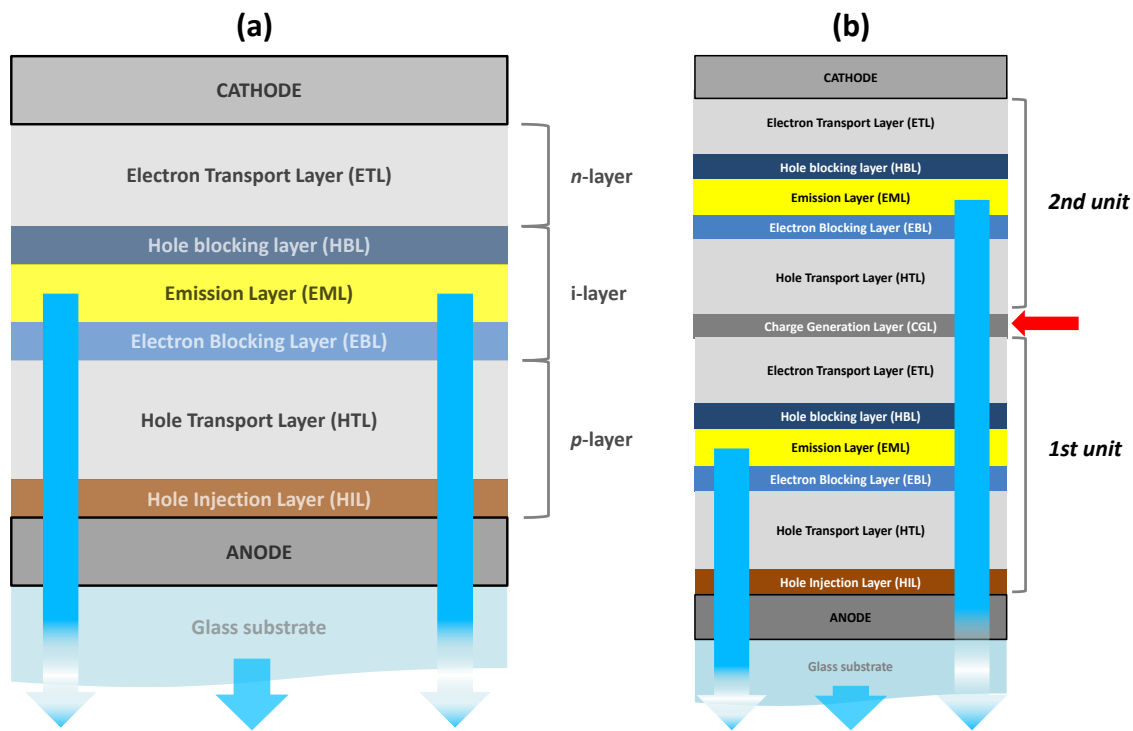 (a)
CATHODE
Electron Transport Layer (ETL)
n-layer
Hole blocking layer (HBL)
Emission Layer (EML)
i-layer
Electron Blocking Layer (EBL)
Hole Transport Layer (HTL)
p-layer
Hole Injection Layer (HIL)
ANODE
Glass substrate
(b)
CATHODE
Electron Transport Layer (ETL)
Hole blocking layer (HBL)
Emission Layer (EML)
2nd unit
Electron Blocking Layer (EBL)
Hole Transport Layer (HTL)
Charge Generation Layer (CGL)
Electron Transport Layer (ETL)
Hole blocking layer (HBL)
Emission Layer (EML)
1st unit
Electron Blocking Layer (EBL)
Hole Transport Layer (HTL)
Hole Injection Layer (HIL)
ANODE
Glass substrate